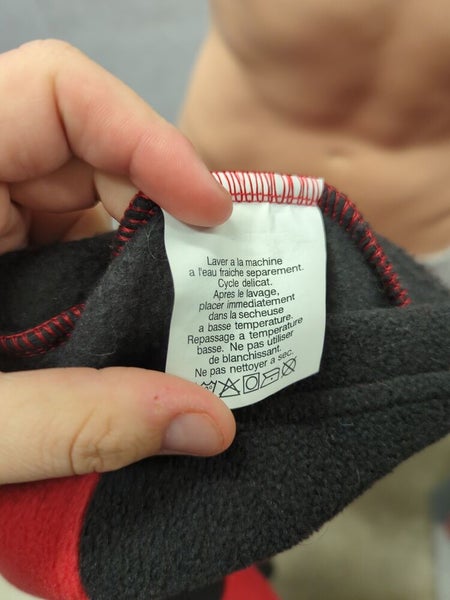 Laver a la machine
a l'eau fraiche separement.
Cycle delicat.
Apres le lavage,
placer immediatement
dans la secheuse
a basse temperature.
Repassage a temperature
basse. Ne pas utiliser
de blanchissant.
Ne pas nettoyer a sec.